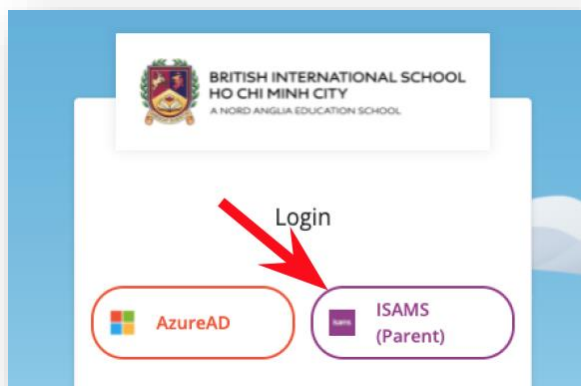 BRITISH INTERNATIONAL SCHOOL
HO CHI MINH CITY
A NORD ANGLIA EDUCATION SCHOOL
Login
AzureAD
ISAMS
(Parent)